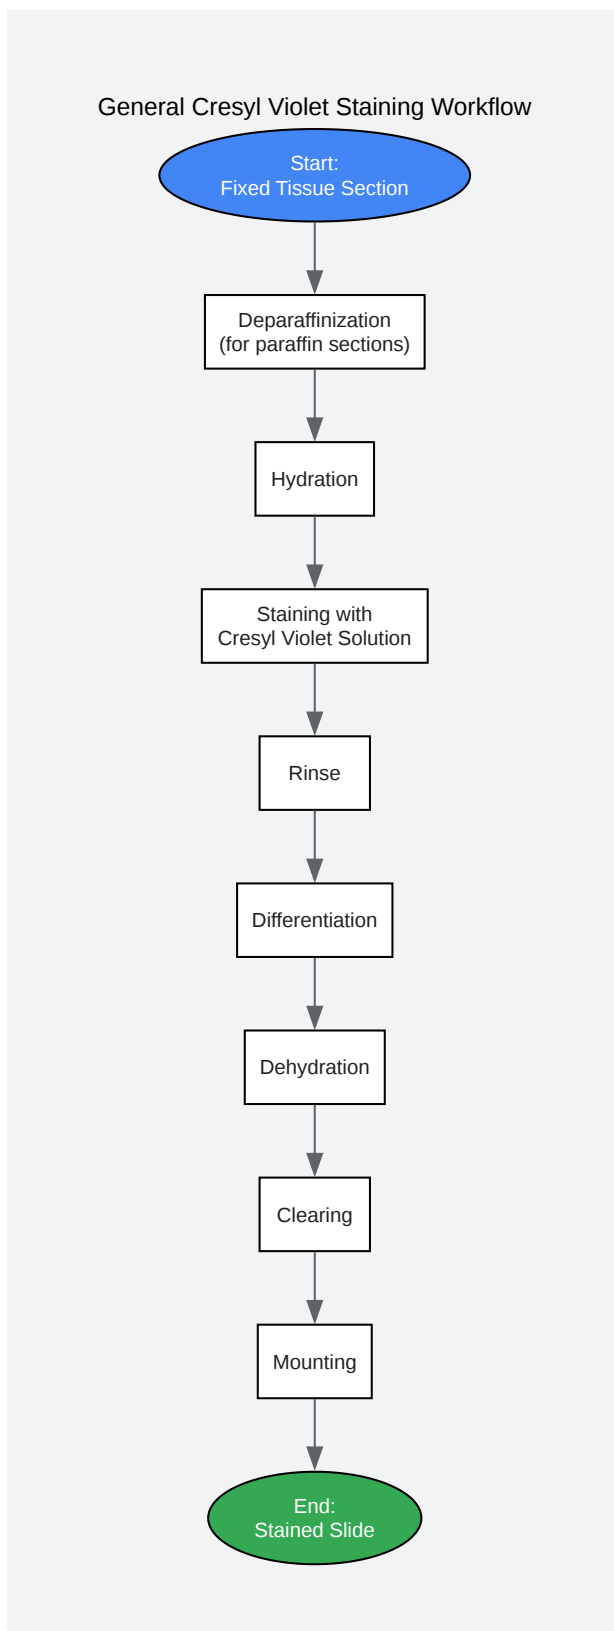 General Cresyl Violet Staining Workflow
Start:
Fixed Tissue Section
Deparaffinization
(for paraffin sections)
Hydration
Staining with
Cresyl Violet Solution
Rinse
Differentiation
Dehydration
Clearing
Mounting
End:
Stained Slide